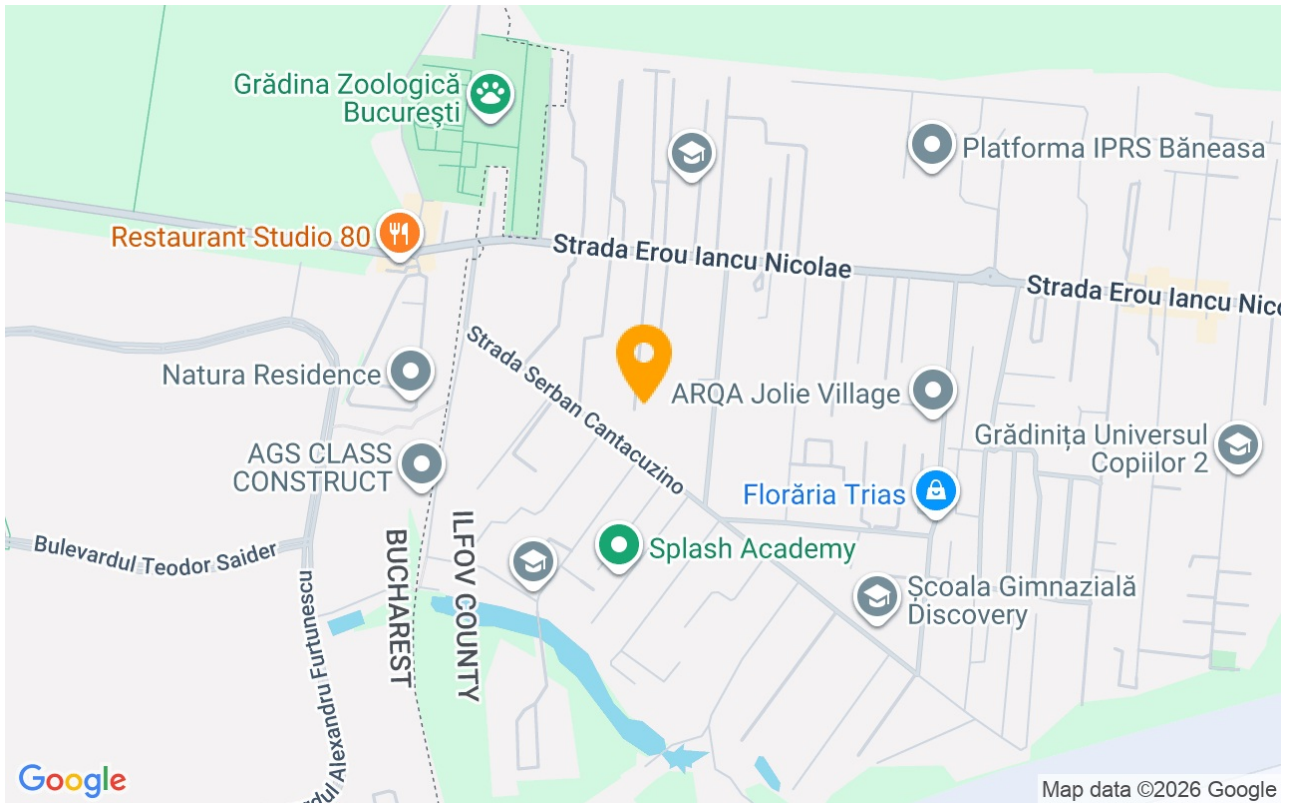 Grădina Zoologică
Bucureşti
Platforma IPRS Băneasa
Restaurant Studio 80
Strada Erou Iancu Nicolae
Strada Erou Iancu Nico
Strada Serban Cantacuzino
Natura Residence
ARQA Jolie Village
Grădinița Universul
Copiilor 2
AGS CLASS
CONSTRUCT
Florăria Trias
Bulevardul Teodor Saider
Splash Academy
ILFOV COUNTY
BUCHAREST
Școala Gimnazială
Discovery
dul Alexandru Furtunescu
Google
Map data ©2026 Google